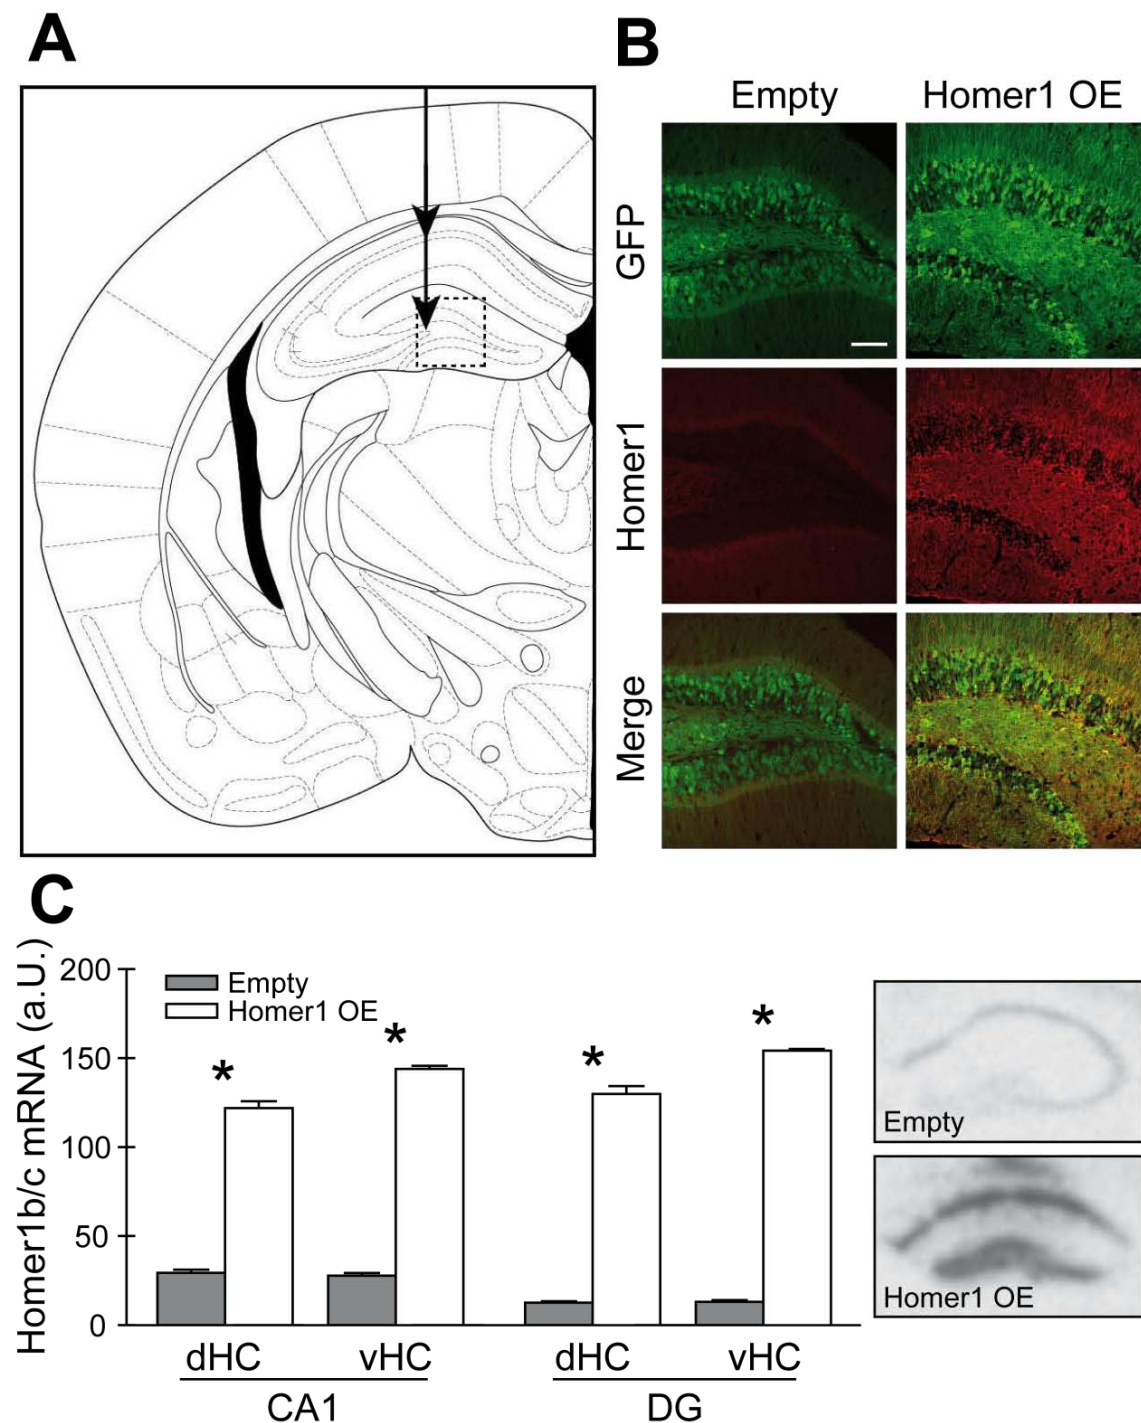 A
B
Empty
Homer1 OE
GFP
Homer1
Merge
C
Homer1b/c mRNA (a.U.)
200
150
100
50
0
Empty
Homer1 OE
*
*
*
*
dHC
vHC
dHC
vHC
CA1
DG
Empty
Homer1 OE